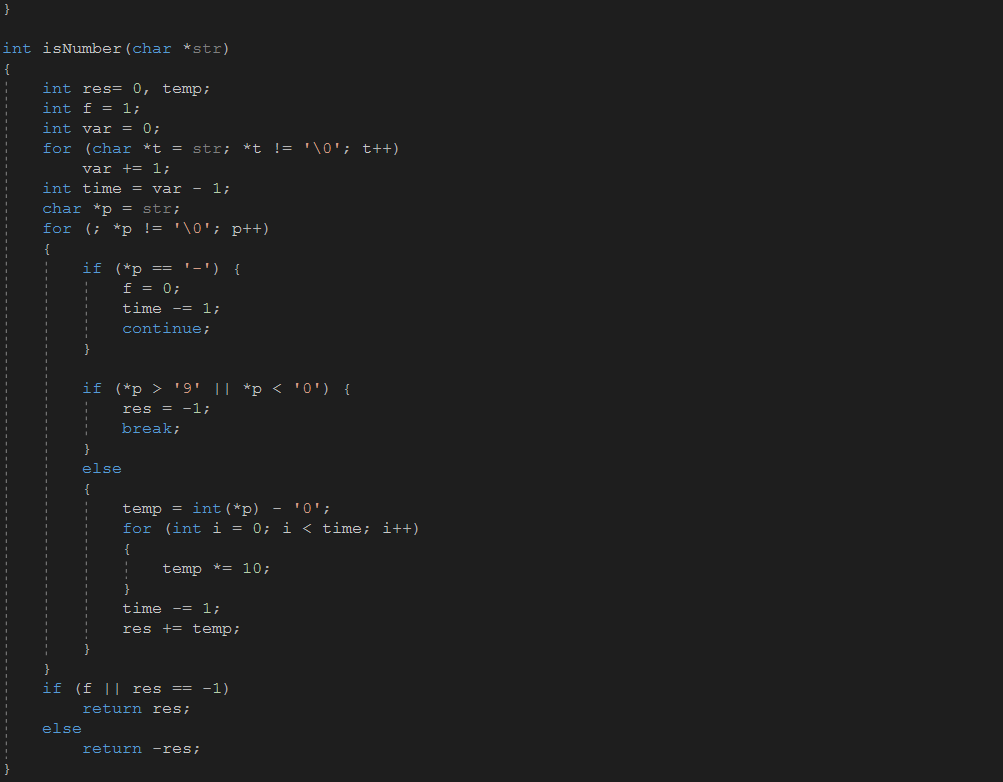 }
int isNumber(char *str)
{
    int res= 0, temp;
    int f = 1;
    int var = 0;
    for (char *t = str; *t != '\0'; t++)
        var += 1;
    int time = var - 1;
    char *p = str;
    for (; *p != '\0'; p++)
    {
        if (*p == '-') {
            f = 0;
            time -= 1;
            continue;
        }
        if (*p > '9' || *p < '0') {
            res = -1;
            break;
        }
        else
        {
            temp = int(*p) - '0';
            for (int i = 0; i < time; i++)
            {
                temp *= 10;
            }
            time -= 1;
            res += temp;
        }
    }
    if (f || res == -1)
        return res;
    else
        return -res;
}